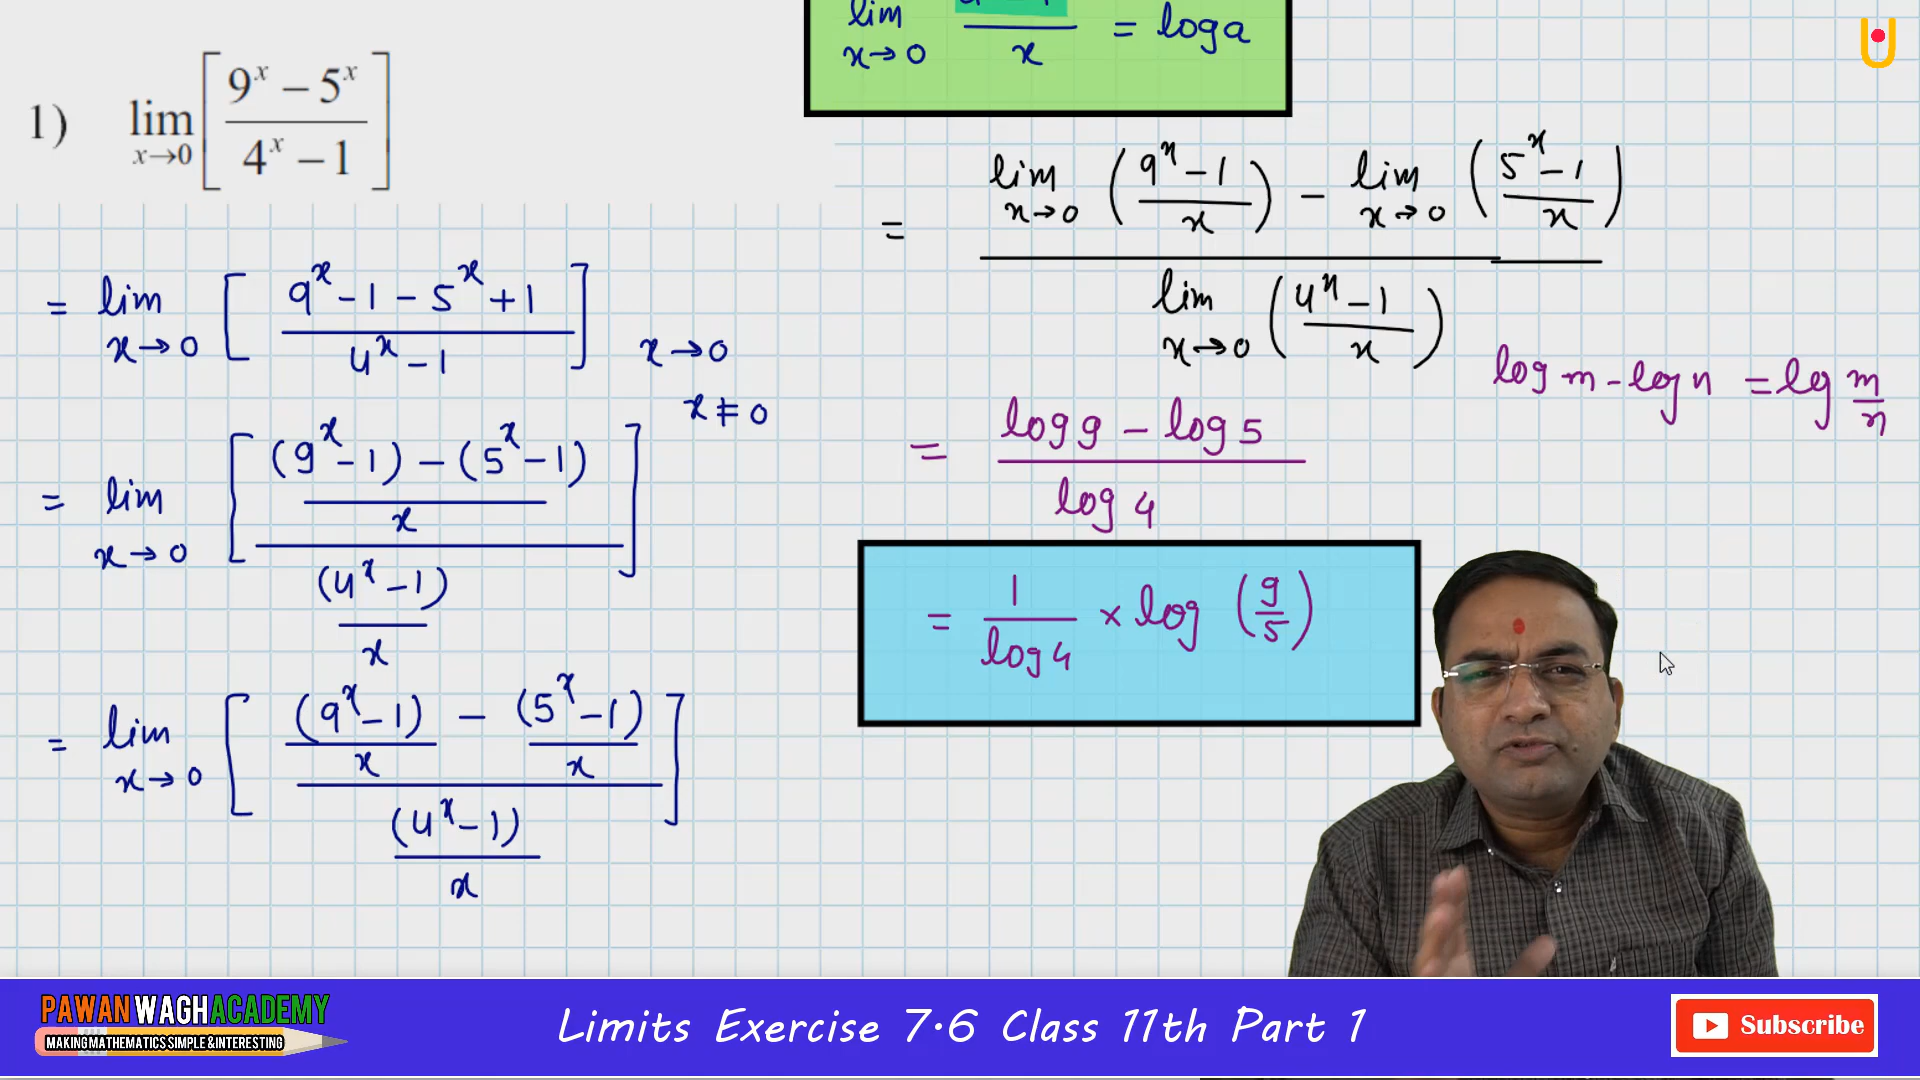 lim x→0 / x = log a
1) lim x→0 [ (9^x − 5^x) / (4^x − 1) ]
= lim x→0 [ (9^x - 1 - 5^x + 1) / (4^x - 1) ]
x→0
x ≠ 0
= lim x→0 [ ((9^x - 1) - (5^x - 1)) / x / ((4^x - 1) / x) ]
= lim x→0 [ ((9^x - 1) / x - (5^x - 1) / x) / ((4^x - 1) / x) ]
= ( lim x→0 ((9^x - 1) / x) - lim x→0 ((5^x - 1) / x) ) / lim x→0 ((4^x - 1) / x)
log m - log n = log m/n
= (log 9 - log 5) / log 4
= 1 / log 4 × log (9/5)
PAWAN WAGH ACADEMY
MAKING MATHEMATICS SIMPLE & INTERESTING
Limits Exercise 7.6 Class 11th Part 1
Subscribe